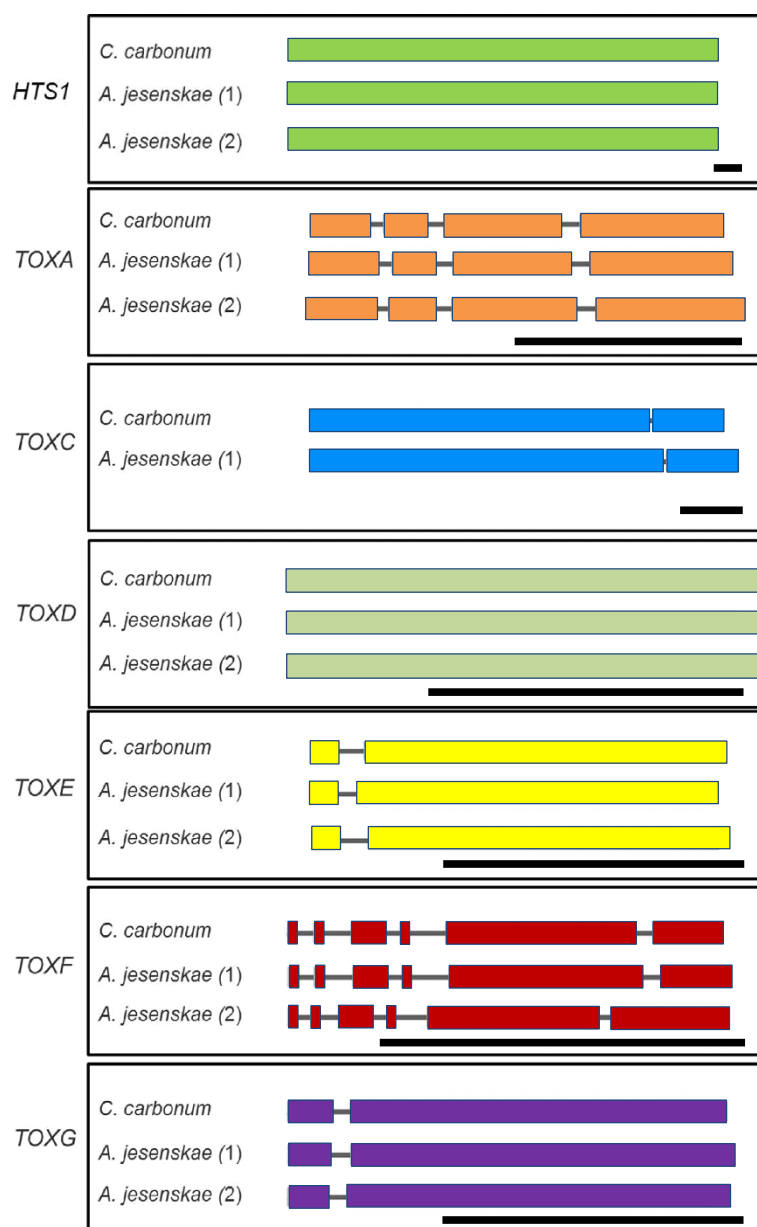 HTS1
C. carbonum
A. jesenskae (1)
A. jesenskae (2)
TOXA
C. carbonum
A. jesenskae (1)
A. jesenskae (2)
TOXC
C. carbonum
A. jesenskae (1)
TOXD
C. carbonum
A. jesenskae (1)
A. jesenskae (2)
TOXE
C. carbonum
A. jesenskae (1)
A. jesenskae (2)
TOXF
C. carbonum
A. jesenskae (1)
A. jesenskae (2)
TOXG
C. carbonum
A. jesenskae (1)
A. jesenskae (2)